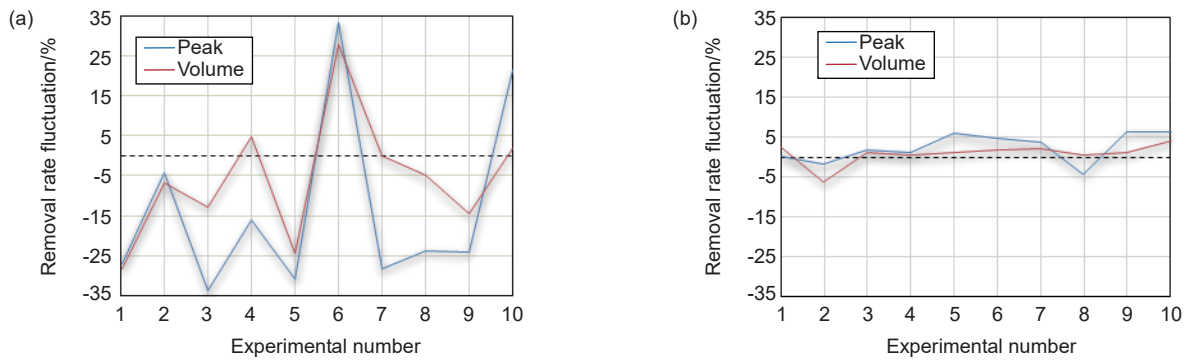 (a)
Removal rate fluctuation/%
35
25
15
5
-5
-15
-25
-35
Peak
Volume
1 2 3 4 5 6 7 8 9 10
Experimental number
(b)
Removal rate fluctuation/%
35
25
15
5
-5
-15
-25
-35
Peak
Volume
1 2 3 4 5 6 7 8 9 10
Experimental number